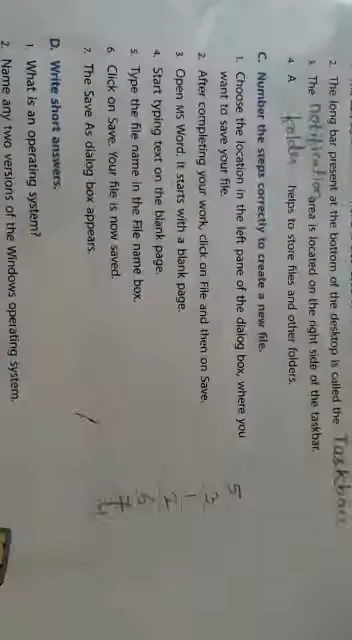 2. The long bar present at the bottom of the desktop is called the Taskbar
3. The notification area is located on the right side of the taskbar.
4. A folder helps to store files and other folders.
C. Number the steps correctly to create a new file.
1. Choose the location in the left pane of the dialog box, where you
want to save your file. 5
2. After completing your work, click on File and then on Save. 3
3. Open MS Word. It starts with a blank page. 1
4. Start typing text on the blank page. 2
5. Type the file name in the File name box. 6
6. Click on Save. Your file is now saved. 7
7. The Save As dialog box appears. 4
D. Write short answers.
1. What is an operating system?
2. Name any two versions of the Windows operating system.